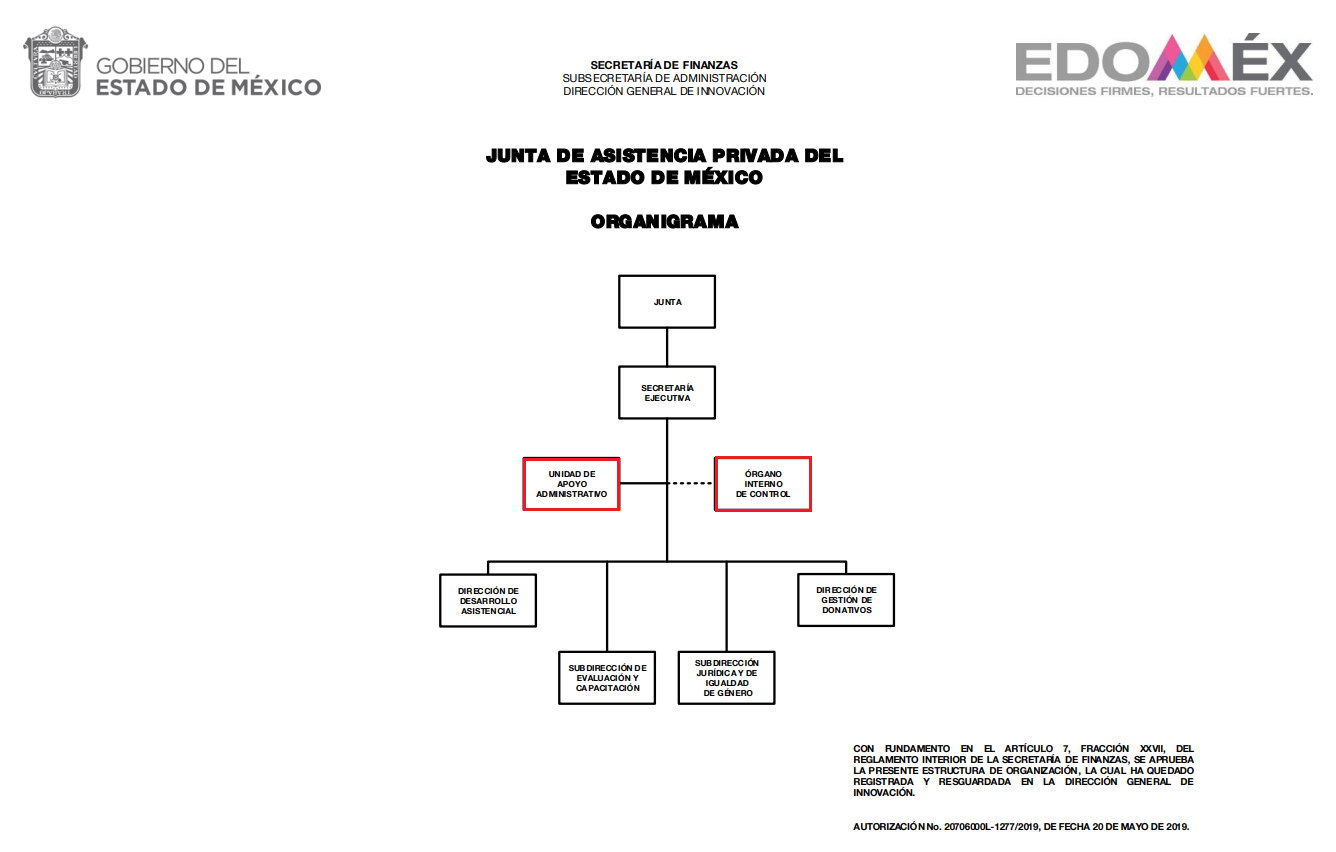 GOBIERNO DEL
ESTADO DE MÉXICO
SECRETARÍA DE FINANZAS
SUBSECRETARÍA DE ADMINISTRACIÓN
DIRECCIÓN GENERAL DE INNOVACIÓN
EDOMÉX
DECISIONES FIRMES, RESULTADOS FUERTES.
JUNTA DE ASISTENCIA PRIVADA DEL
ESTADO DE MÉXICO
ORGANIGRAMA
JUNTA
SECRETARÍA
EJECUTIVA
UNIDAD DE
APOYO
ADMINISTRATIVO
ÓRGANO
INTERNO
DE CONTROL
DIRECCIÓN DE
DESARROLLO
ASISTENCIAL
DIRECCIÓN DE
GESTIÓN DE
DONATIVOS
SUBDIRECCIÓN DE
EVALUACIÓN Y
CAPACITACIÓN
SUBDIRECCIÓN
JURÍDICA Y DE
IGUALDAD
DE GÉNERO
CON FUNDAMENTO EN EL ARTÍCULO 7, FRACCIÓN XXVII, DEL
REGLAMENTO INTERIOR DE LA SECRETARÍA DE FINANZAS, SE APRUEBA
LA PRESENTE ESTRUCTURA DE ORGANIZACIÓN, LA CUAL HA QUEDADO
REGISTRADA Y RESGUARDADA EN LA DIRECCIÓN GENERAL DE
INNOVACIÓN.
AUTORIZACIÓN No. 20706000L-1277/2019, DE FECHA 20 DE MAYO DE 2019.